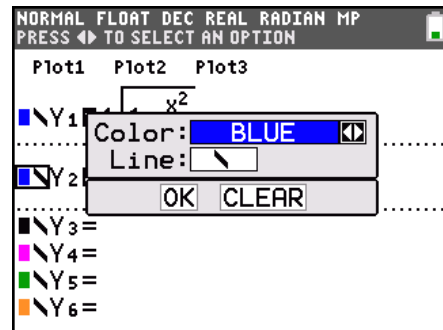 NORMAL FLOAT DEC REAL RADIAN MP
PRESS ◀▶ TO SELECT AN OPTION
Plot1 Plot2 Plot3
x²
Y1
Color: BLUE
Line:
Y2
OK CLEAR
Y3=
Y4=
Y5=
Y6=